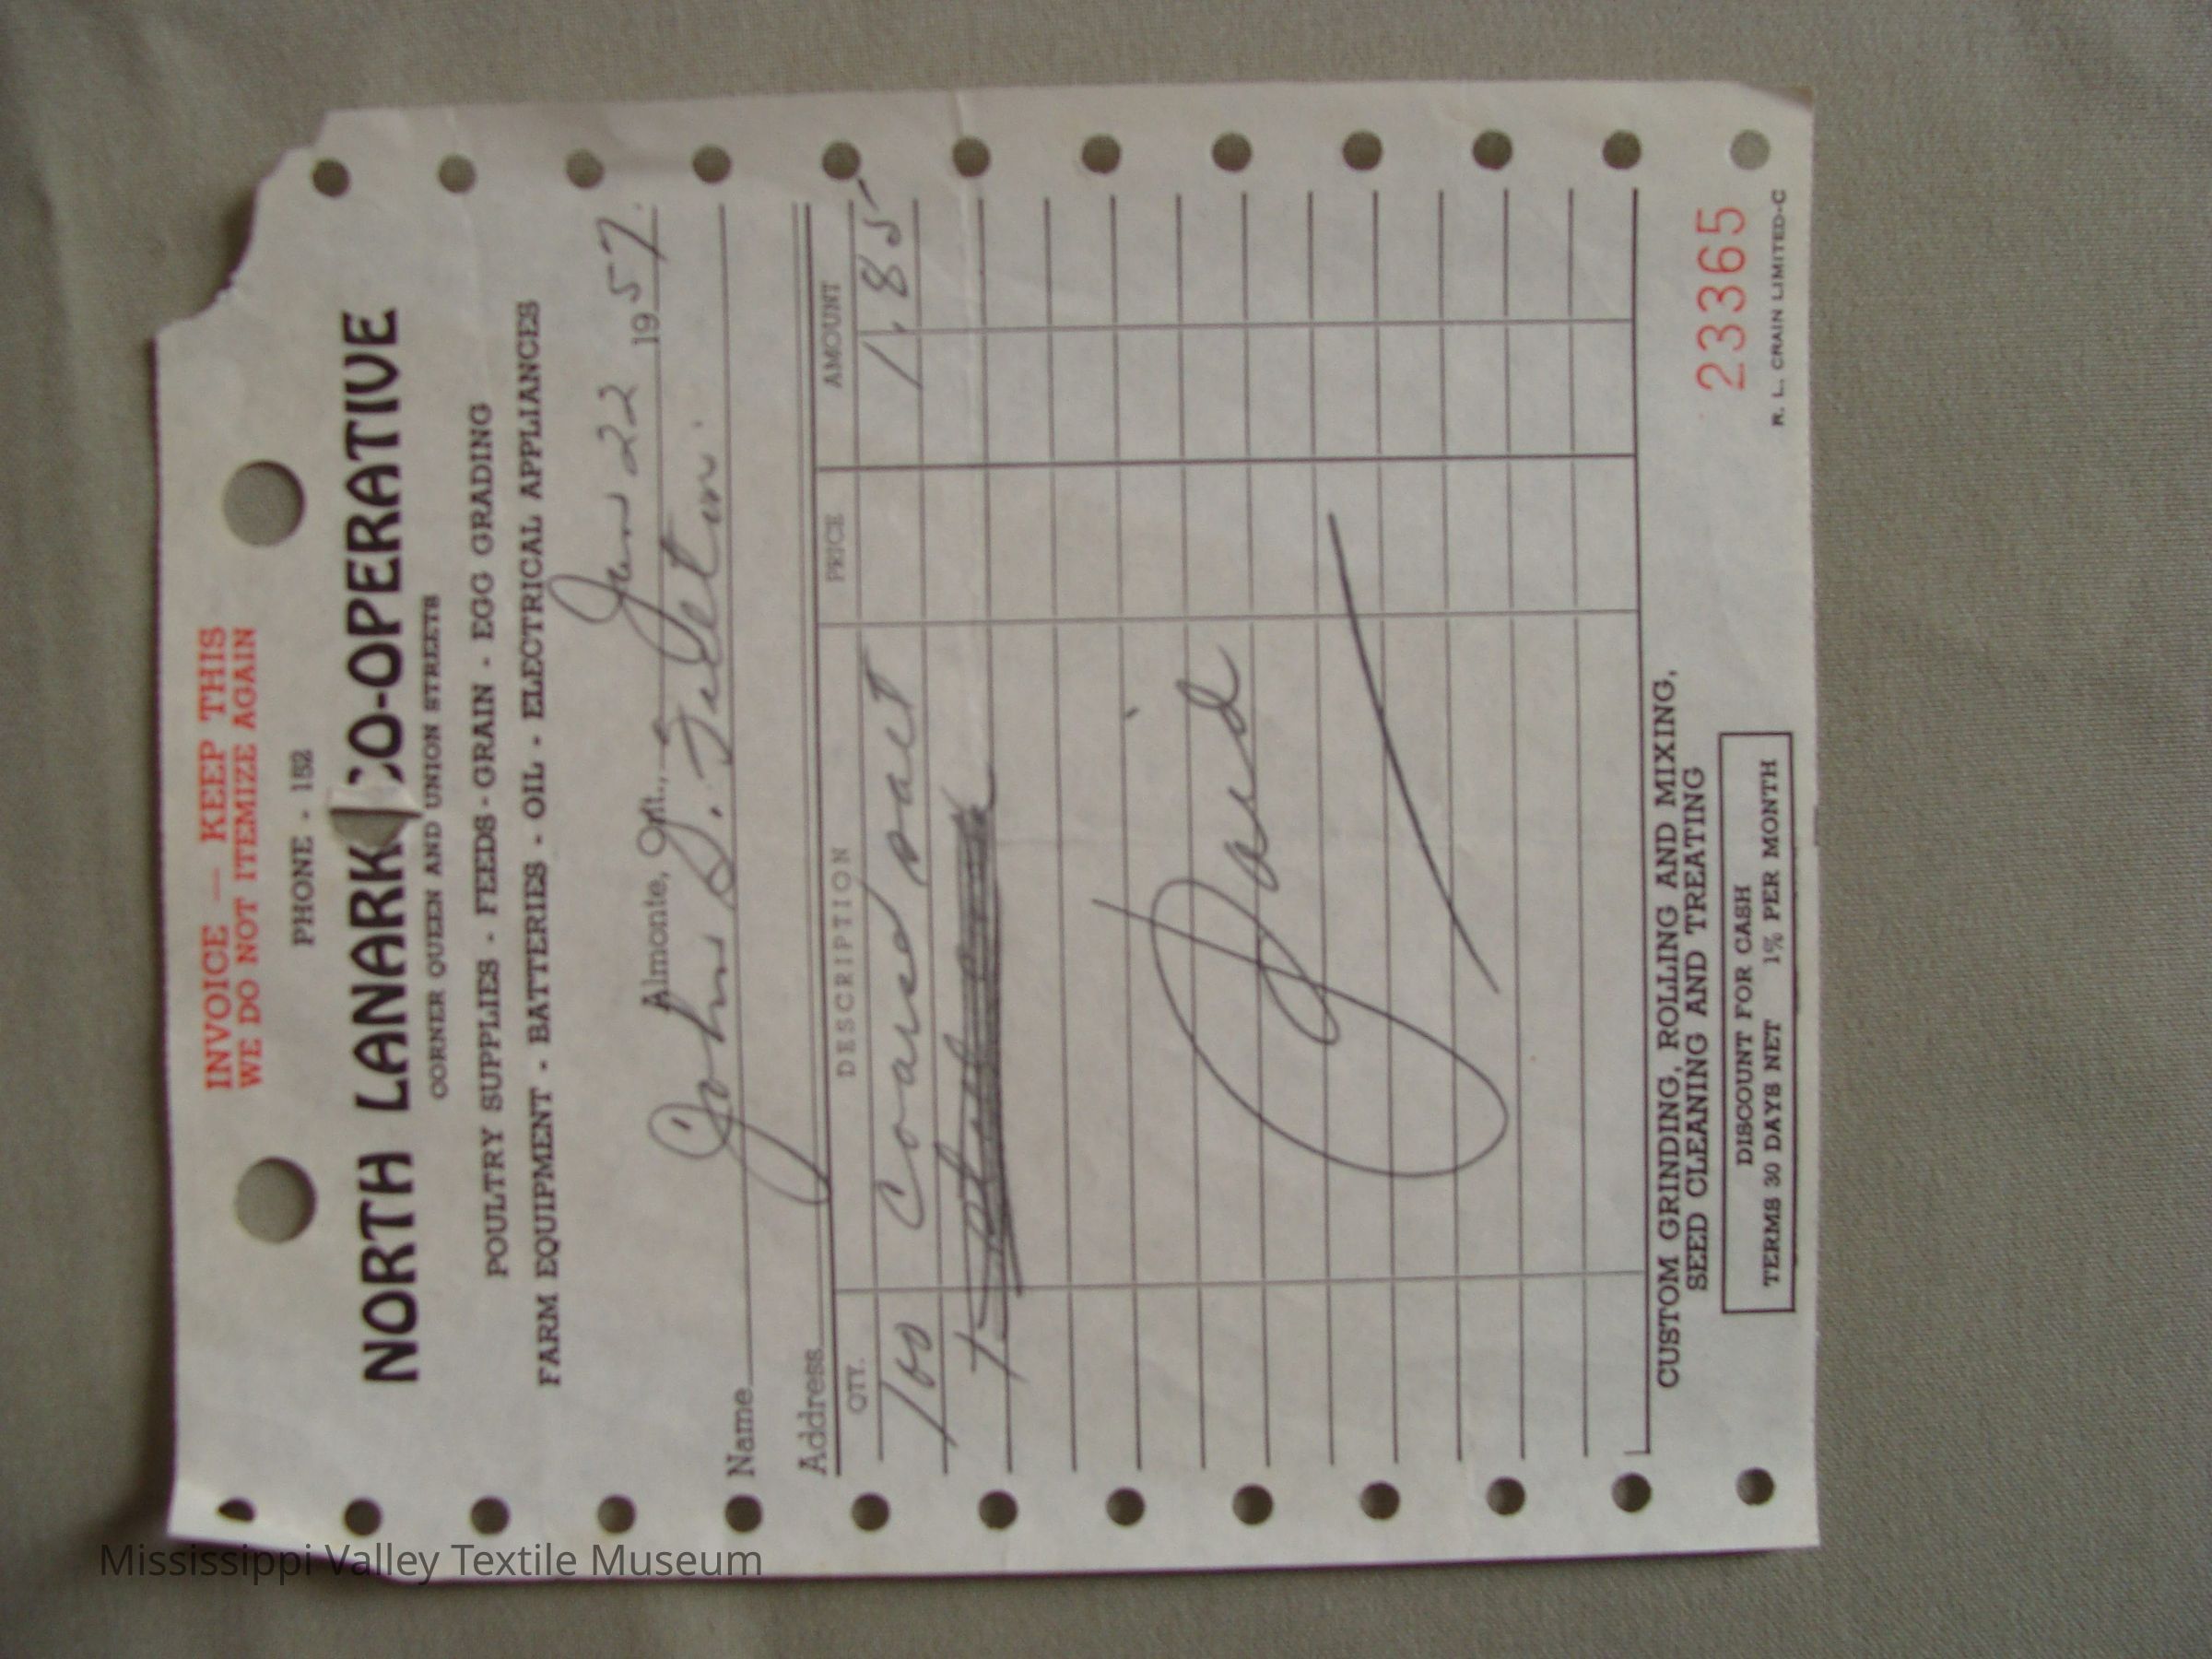 INVOICE — KEEP THIS
WE DO NOT ITEMIZE AGAIN
PHONE - 152
NORTH LANARK CO-OPERATIVE
CORNER QUEEN AND UNION STREETS
POULTRY SUPPLIES - FEEDS - GRAIN - EGG GRADING
FARM EQUIPMENT - BATTERIES - OIL - ELECTRICAL APPLIANCES
Almonte, Ont., Jan 22 1957.
Name John S.
Address
QTY. DESCRIPTION PRICE AMOUNT
100 Coarse salt 1.85
Paid
CUSTOM GRINDING, ROLLING AND MIXING,
SEED CLEANING AND TREATING
DISCOUNT FOR CASH
TERMS 30 DAYS NET 1% PER MONTH
23365
R. L. CRAIN LIMITED-C
Mississippi Valley Textile Museum